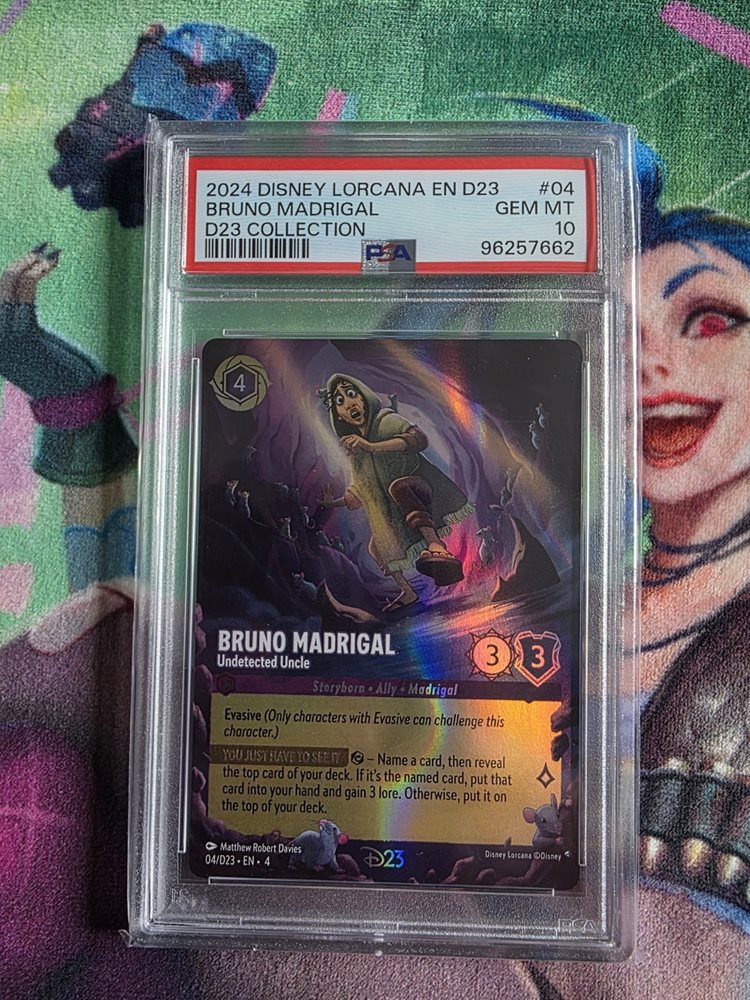 2024 DISNEY LORCANA EN D23 #04
BRUNO MADRIGAL GEM MT
D23 COLLECTION 10
PSA 96257662
4
BRUNO MADRIGAL
Undetected Uncle
3 3
Storyborn • Ally • Madrigal
Evasive (Only characters with Evasive can challenge this
character.)
YOU JUST HAVE TO SEE IT – Name a card, then reveal
the top card of your deck. If it's the named card, put that
card into your hand and gain 3 lore. Otherwise, put it on
the top of your deck.
Matthew Robert Davies
04/D23 • EN • 4
D23
Disney Lorcana ©Disney
PSA